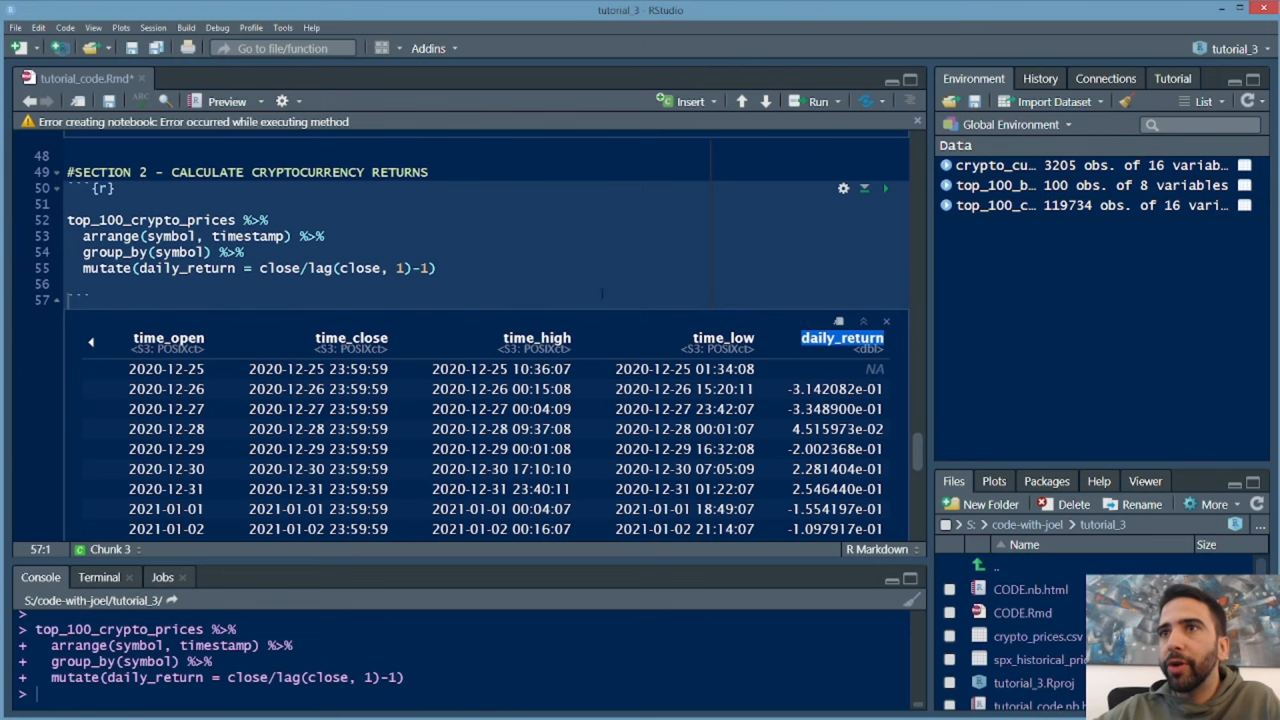 tutorial_3 - RStudio
File Edit Code View Plots Session Build Debug Profile Tools Help
Go to file/function Addins tutorial_3
tutorial_code.Rmd*
Preview Insert Run
Error creating notebook: Error occurred while executing method
48
49 #SECTION 2 - CALCULATE CRYPTOCURRENCY RETURNS
50 ```{r}
51
52 top_100_crypto_prices %>%
53 arrange(symbol, timestamp) %>%
54 group_by(symbol) %>%
55 mutate(daily_return = close/lag(close, 1)-1)
56
57 ```
time_open time_close time_high time_low daily_return
<S3: POSIXct> <S3: POSIXct> <S3: POSIXct> <S3: POSIXct> <dbl>
2020-12-25 2020-12-25 23:59:59 2020-12-25 10:36:07 2020-12-25 01:34:08 NA
2020-12-26 2020-12-26 23:59:59 2020-12-26 00:15:08 2020-12-26 15:20:11 -3.142082e-01
2020-12-27 2020-12-27 23:59:59 2020-12-27 00:04:09 2020-12-27 23:42:07 -3.348900e-01
2020-12-28 2020-12-28 23:59:59 2020-12-28 09:37:08 2020-12-28 00:01:07 4.515973e-02
2020-12-29 2020-12-29 23:59:59 2020-12-29 00:01:08 2020-12-29 16:32:08 -2.002368e-01
2020-12-30 2020-12-30 23:59:59 2020-12-30 17:10:10 2020-12-30 07:05:09 2.281404e-01
2020-12-31 2020-12-31 23:59:59 2020-12-31 23:40:11 2020-12-31 01:22:07 2.546440e-01
2021-01-01 2021-01-01 23:59:59 2021-01-01 00:04:07 2021-01-01 18:49:07 -1.554197e-01
2021-01-02 2021-01-02 23:59:59 2021-01-02 00:16:07 2021-01-02 21:14:07 -1.097917e-01
57:1 Chunk 3 R Markdown
Console Terminal Jobs
S:/code-with-joel/tutorial_3/
>
> top_100_crypto_prices %>%
+ arrange(symbol, timestamp) %>%
+ group_by(symbol) %>%
+ mutate(daily_return = close/lag(close, 1)-1)
>
Environment History Connections Tutorial
Import Dataset List
Global Environment
Data
crypto_cu... 3205 obs. of 16 variab...
top_100_b... 100 obs. of 8 variables
top_100_c... 119734 obs. of 16 vari...
Files Plots Packages Help Viewer
New Folder Delete Rename More
S: > code-with-joel > tutorial_3 ...
Name Size
..
CODE.nb.html
CODE.Rmd
crypto_prices.csv
spx_historical_pri
tutorial_3.Rproj
tutorial_code.nb.h